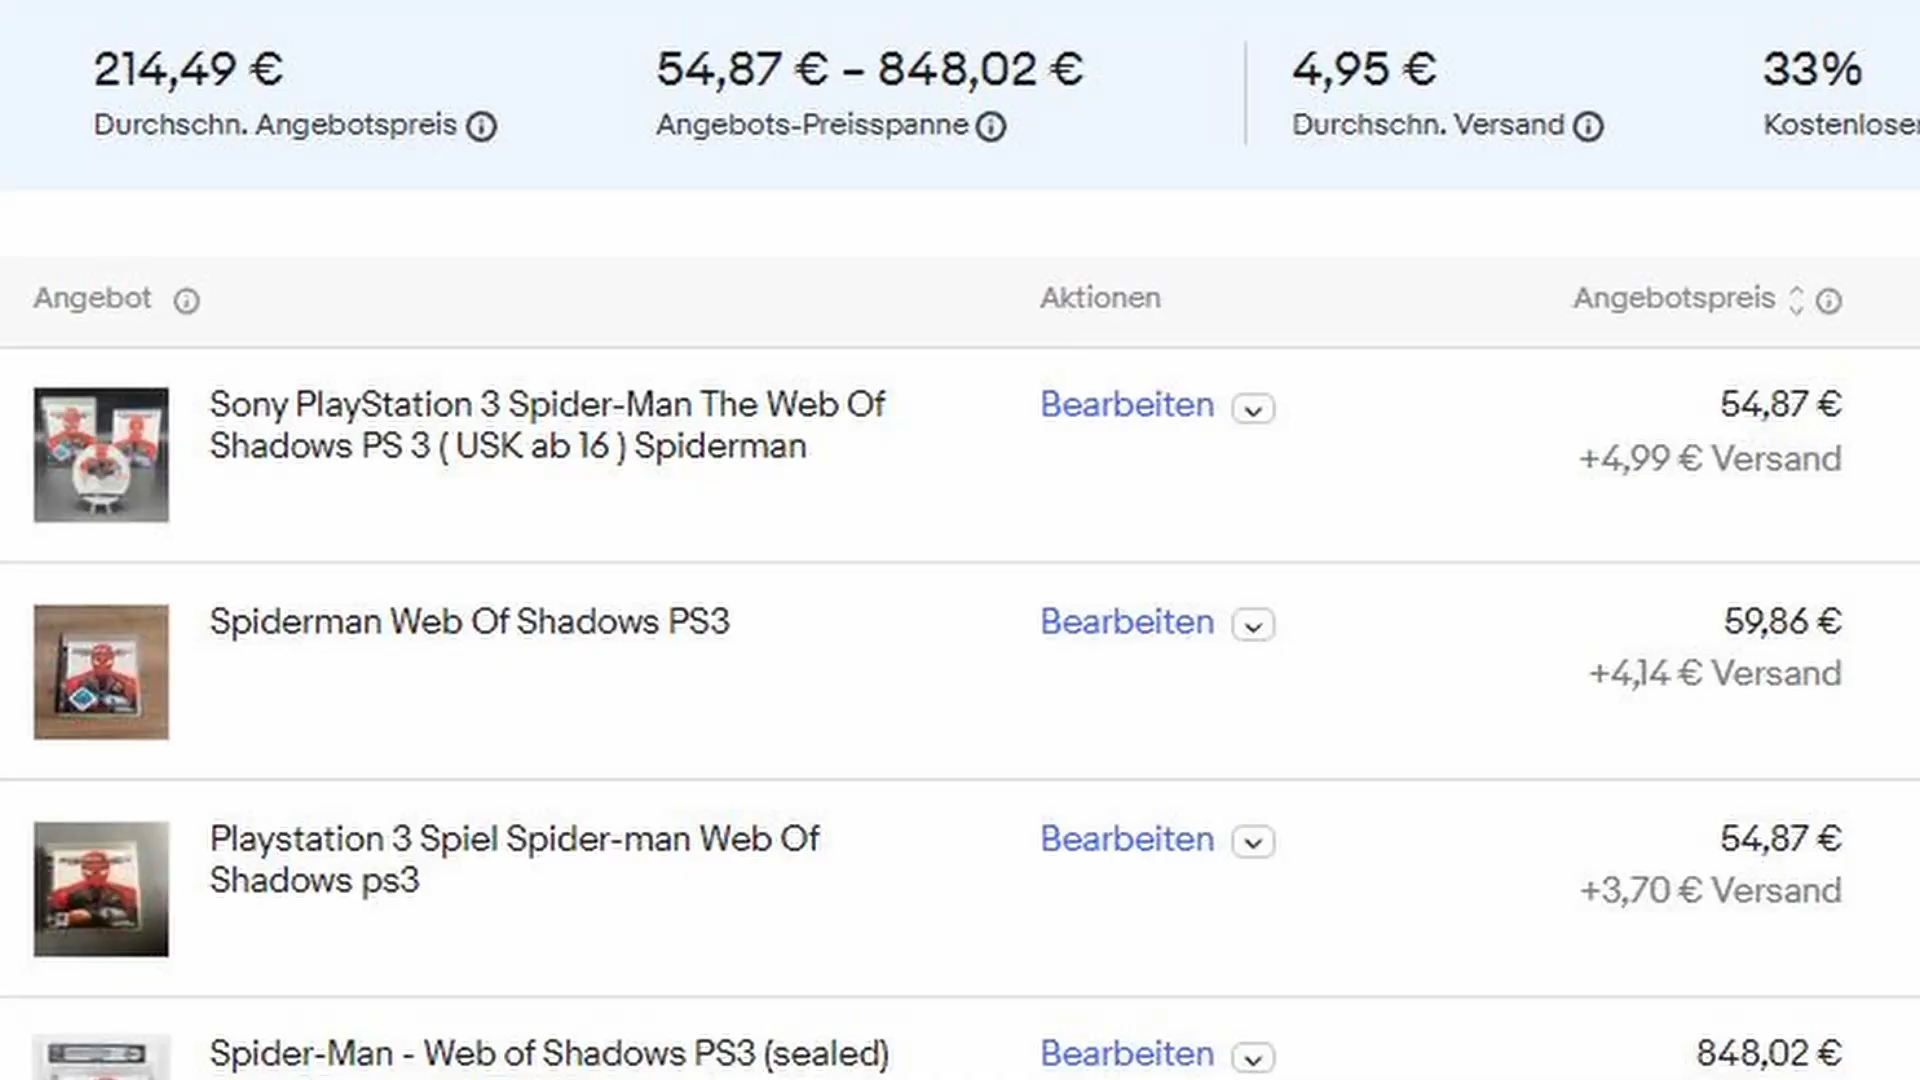 214,49 €
54,87 € – 848,02 €
4,95 €
33%
Durchschn. Angebotspreis
Angebots-Preisspanne
Durchschn. Versand
Angebot
Aktionen
Angebotspreis
Sony PlayStation 3 Spider-Man The Web Of
Shadows PS 3 ( USK ab 16 ) Spiderman
Bearbeiten
54,87 €
+4,99 € Versand
Spiderman Web Of Shadows PS3
Bearbeiten
59,86 €
+4,14 € Versand
Playstation 3 Spiel Spider-man Web Of
Shadows ps3
Bearbeiten
54,87 €
+3,70 € Versand
Spider-Man - Web of Shadows PS3 (sealed)
Bearbeiten
848,02 €